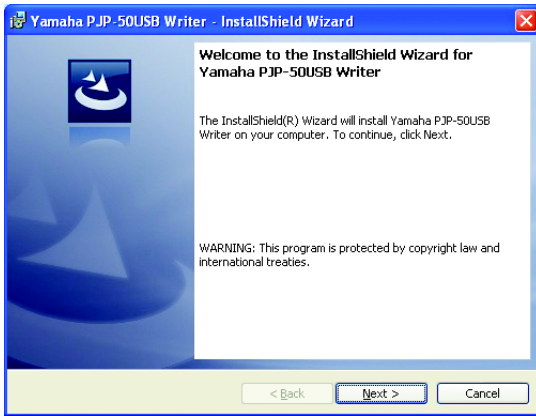 Yamaha PJP-50USB Writer - InstallShield Wizard
Welcome to the InstallShield Wizard for
Yamaha PJP-50USB Writer
The InstallShield(R) Wizard will install Yamaha PJP-50USB
Writer on your computer. To continue, click Next.
WARNING: This program is protected by copyright law and
international treaties.
< Back Next > Cancel